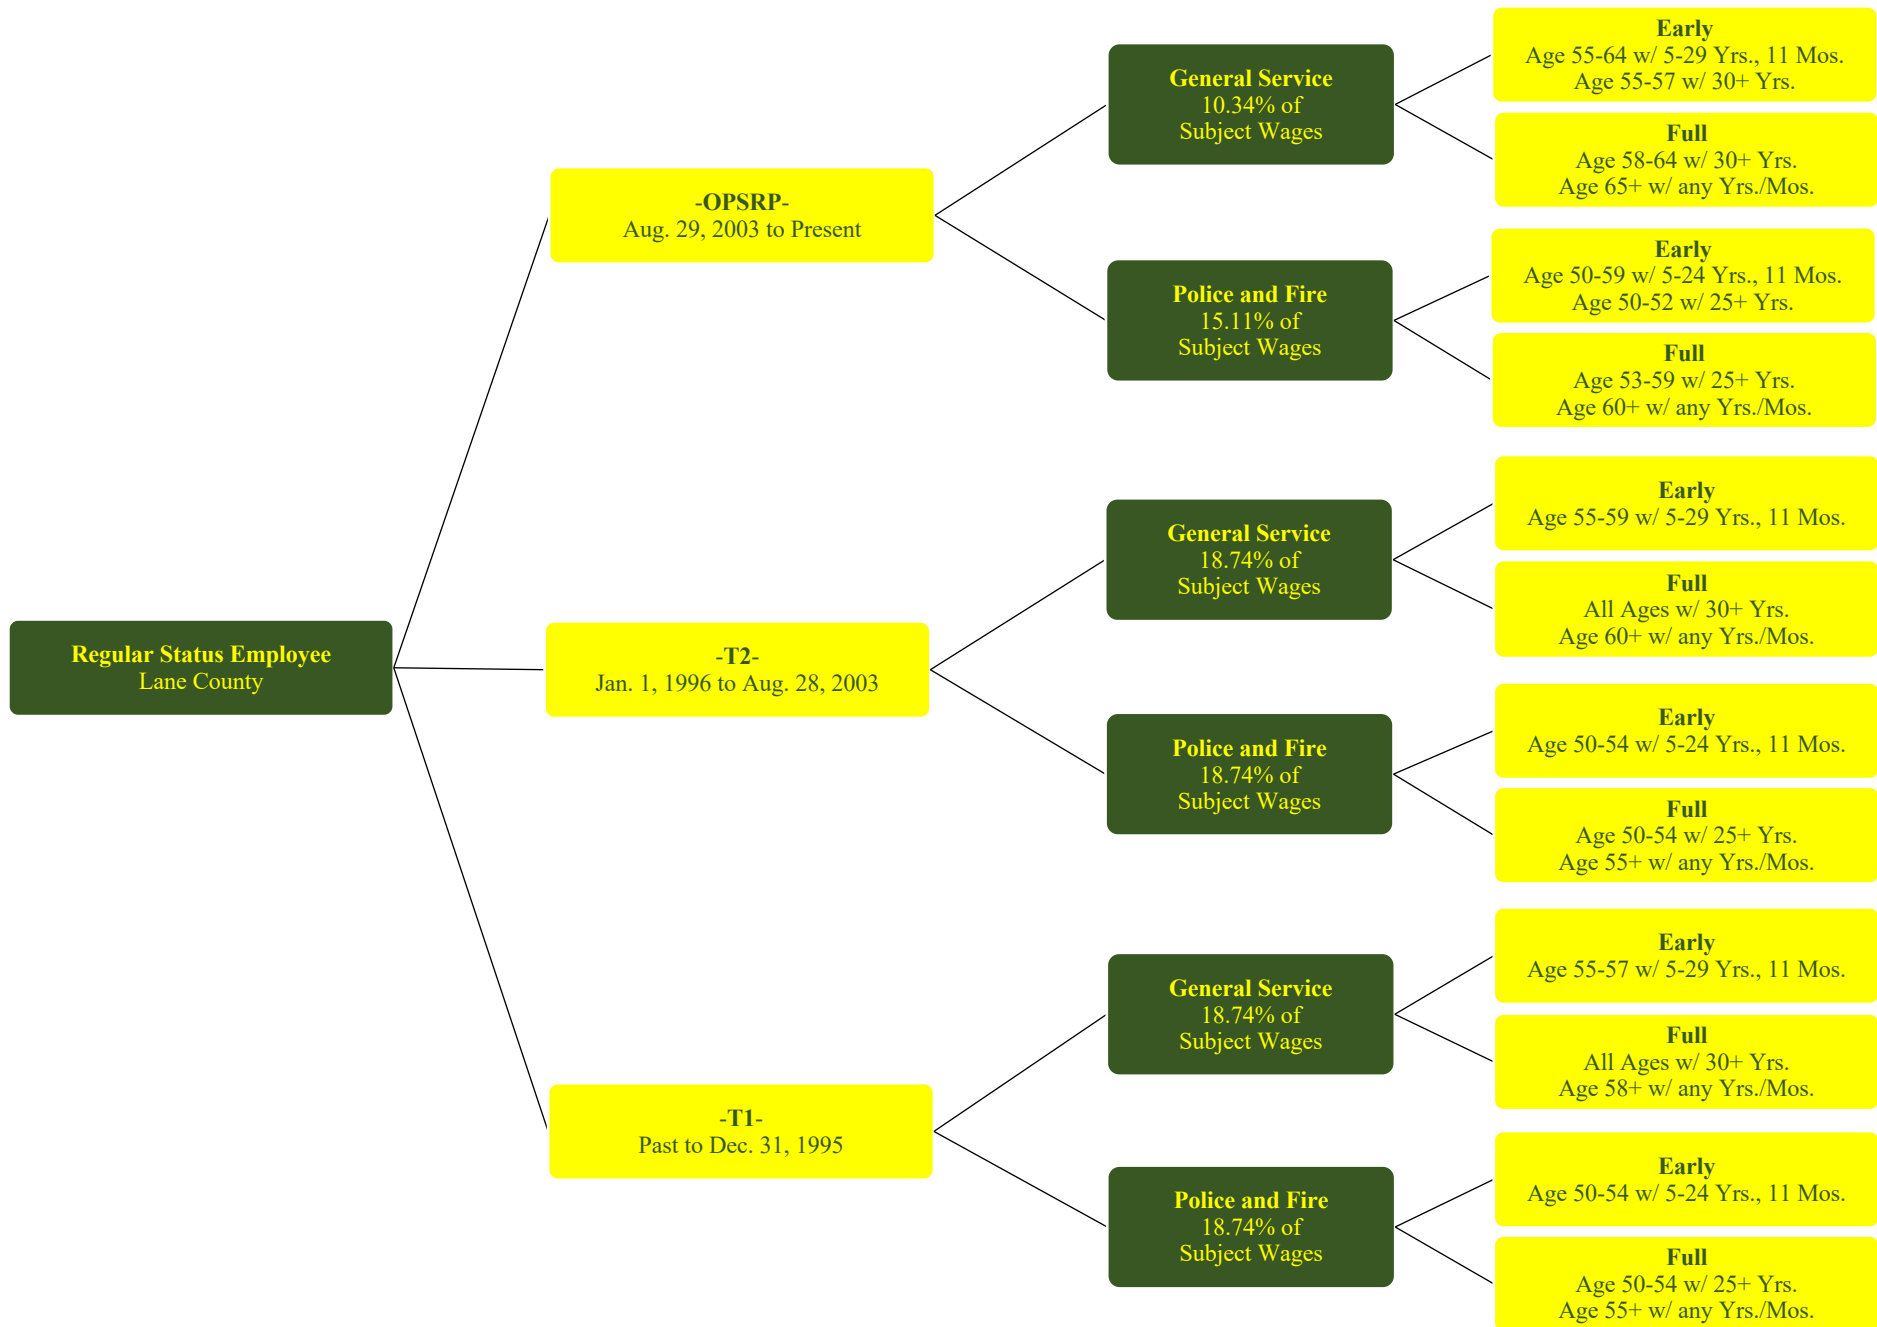 Regular Status Employee
Lane County
-OPSRP-
Aug. 29, 2003 to Present
General Service
10.34% of
Subject Wages
Early
Age 55-64 w/ 5-29 Yrs., 11 Mos.
Age 55-57 w/ 30+ Yrs.
Full
Age 58-64 w/ 30+ Yrs.
Age 65+ w/ any Yrs./Mos.
Police and Fire
15.11% of
Subject Wages
Early
Age 50-59 w/ 5-24 Yrs., 11 Mos.
Age 50-52 w/ 25+ Yrs.
Full
Age 53-59 w/ 25+ Yrs.
Age 60+ w/ any Yrs./Mos.
-T2-
Jan. 1, 1996 to Aug. 28, 2003
General Service
18.74% of
Subject Wages
Early
Age 55-59 w/ 5-29 Yrs., 11 Mos.
Full
All Ages w/ 30+ Yrs.
Age 60+ w/ any Yrs./Mos.
Police and Fire
18.74% of
Subject Wages
Early
Age 50-54 w/ 5-24 Yrs., 11 Mos.
Full
Age 50-54 w/ 25+ Yrs.
Age 55+ w/ any Yrs./Mos.
-T1-
Past to Dec. 31, 1995
General Service
18.74% of
Subject Wages
Early
Age 55-57 w/ 5-29 Yrs., 11 Mos.
Full
All Ages w/ 30+ Yrs.
Age 58+ w/ any Yrs./Mos.
Police and Fire
18.74% of
Subject Wages
Early
Age 50-54 w/ 5-24 Yrs., 11 Mos.
Full
Age 50-54 w/ 25+ Yrs.
Age 55+ w/ any Yrs./Mos.